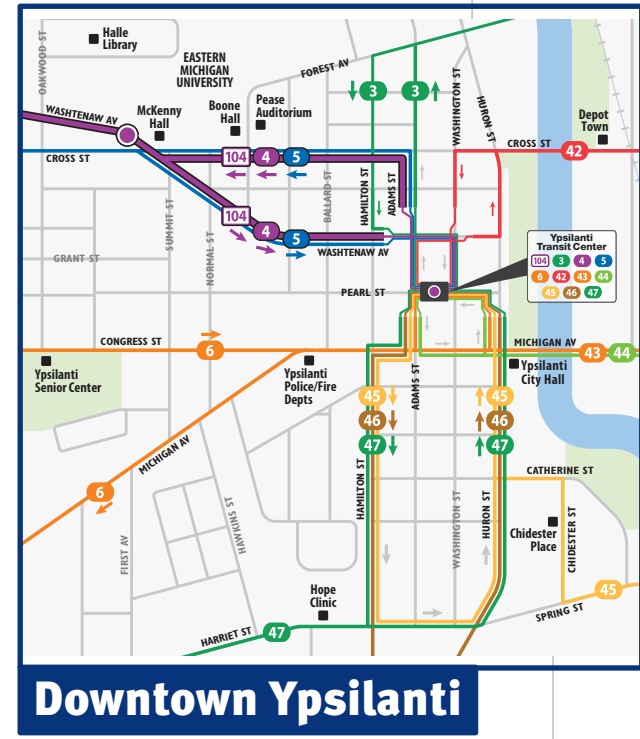 OAKWOOD ST
Halle
Library
EASTERN
MICHIGAN
UNIVERSITY
FOREST AV
3
3
WASHINGTON ST
HURON ST
WASHTENAW AV
McKenny
Hall
Boone
Hall
Pease
Auditorium
Depot
Town
CROSS ST
104
4
5
CROSS ST
42
HAMILTON ST
ADAMS ST
BALLARD ST
SUMMIT ST
NORMAL ST
104
4
5
WASHTENAW AV
GRANT ST
Ypsilanti
Transit Center
104 3 4 5
6 42 43 44
45 46 47
PEARL ST
CONGRESS ST
6
MICHIGAN AV
43 44
Ypsilanti
Senior Center
Ypsilanti
Police/Fire
Depts
ADAMS ST
Ypsilanti
City Hall
45
45
46
46
47
47
MICHIGAN AV
6
HAMILTON ST
WASHINGTON ST
HURON ST
CATHERINE ST
Chidester
Place
CHIDESTER ST
FIRST AV
HAWKINS ST
Hope
Clinic
45
SPRING ST
HARRIET ST
47
Downtown Ypsilanti